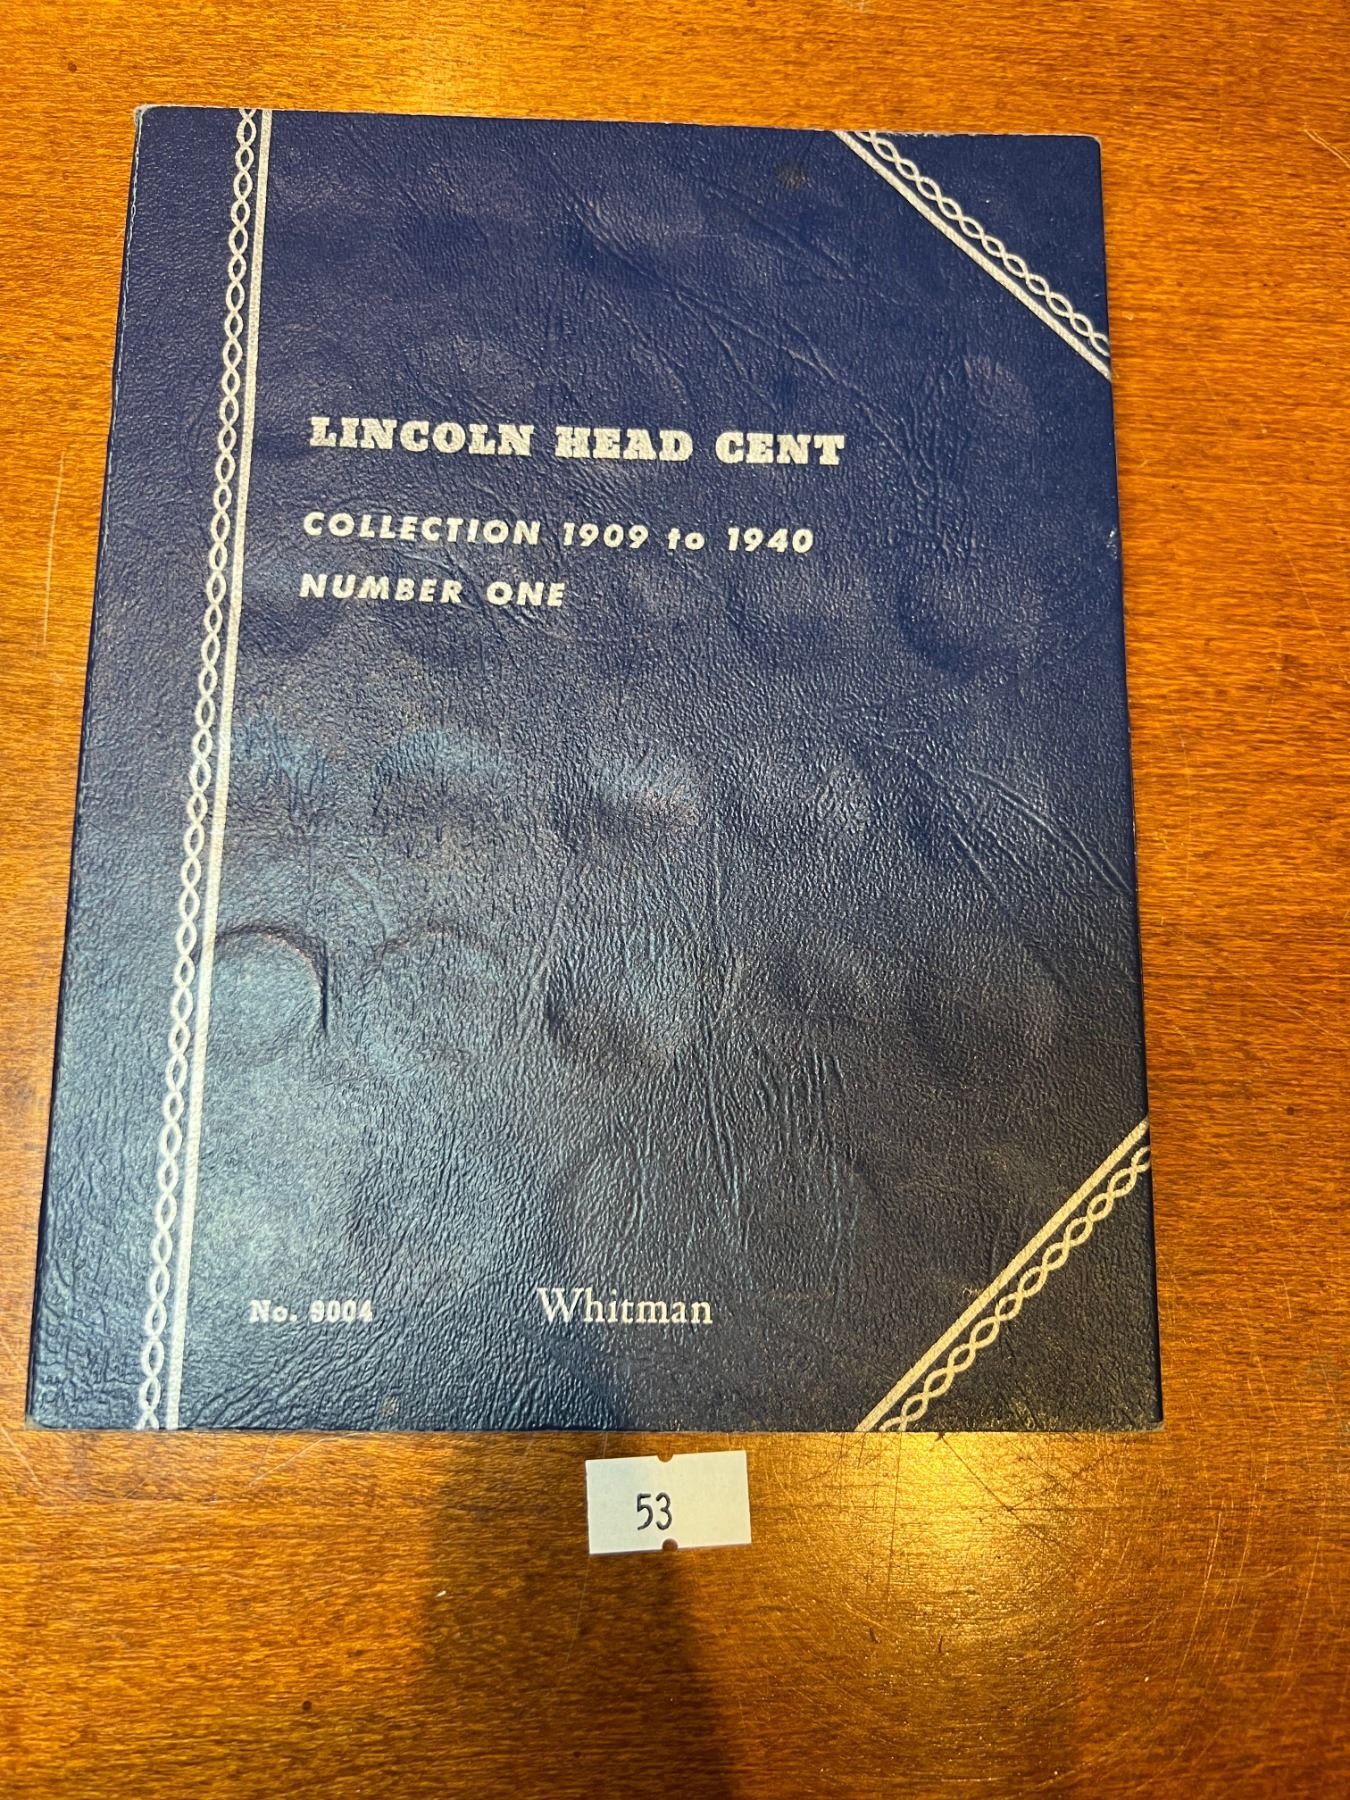 LINCOLN HEAD CENT
COLLECTION 1909 to 1940
NUMBER ONE
No. 9004
Whitman
53